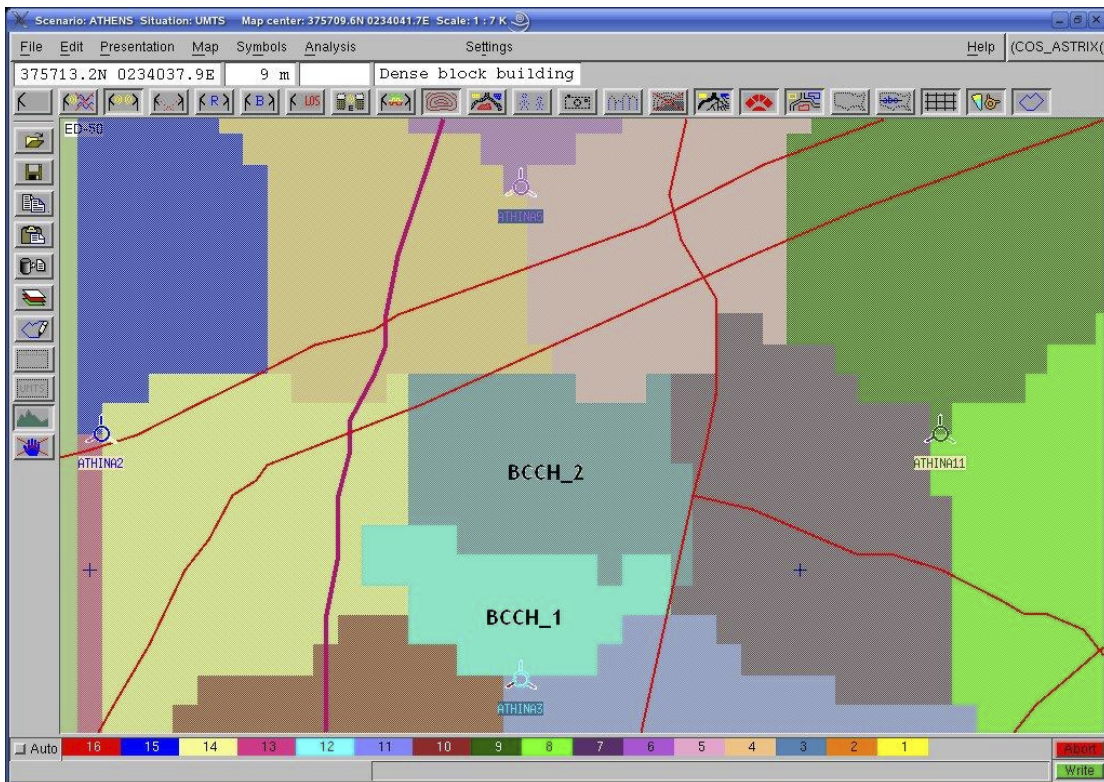 Scenario: ATHENS Situation: UMTS Map center: 375709.6N 0234041.7E Scale: 1 : 7 K
File Edit Presentation Map Symbols Analysis Settings Help (COS_ASTRIX(
375713.2N 0234037.9E 9 m Dense block building
R B LOS abc
ED-50
ATHINA5
UMTS
ATHINA2
ATHINA11
BCCH_2
BCCH_1
ATHINA3
Auto 16 15 14 13 12 11 10 9 8 7 6 5 4 3 2 1 Abort
Write